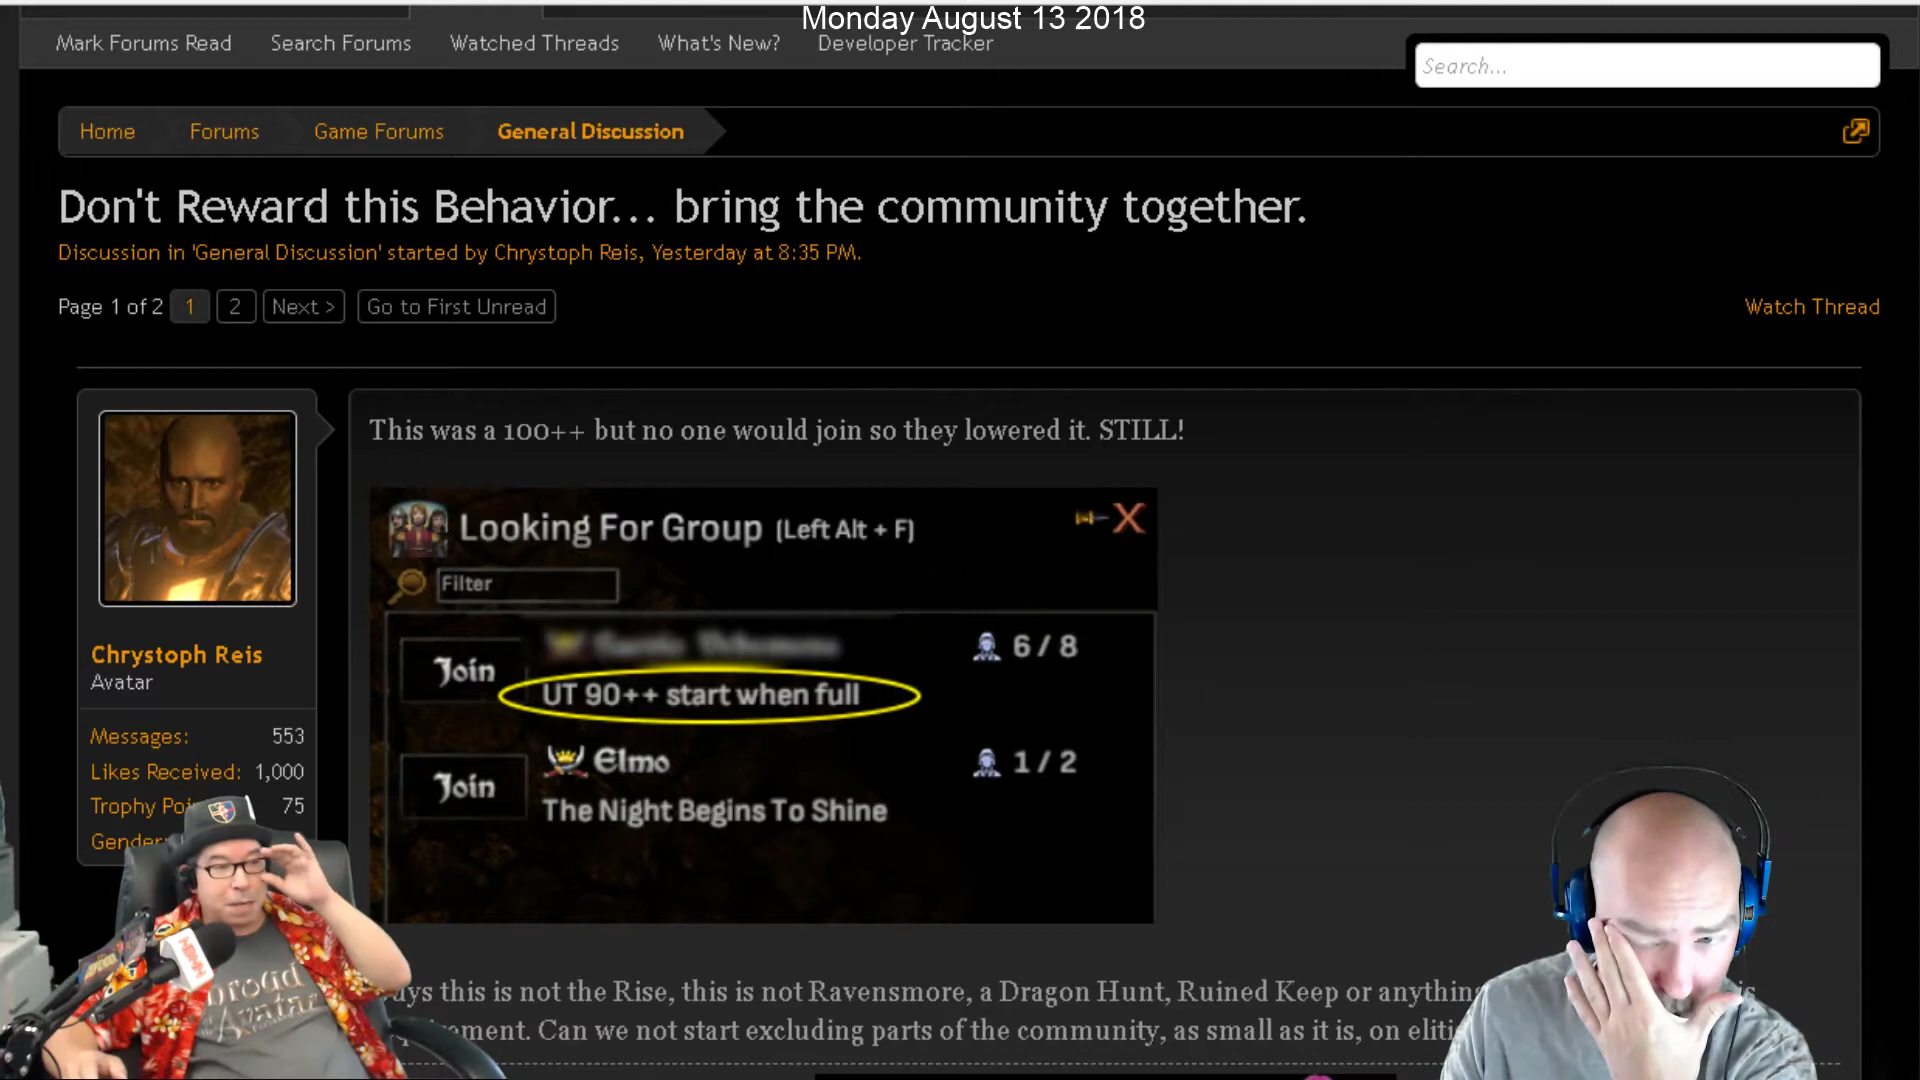 Monday August 13 2018
Mark Forums Read Search Forums Watched Threads What's New? Developer Tracker
Search...
Home Forums Game Forums General Discussion
Don't Reward this Behavior... bring the community together.
Discussion in 'General Discussion' started by Chrystoph Reis, Yesterday at 8:35 PM.
Page 1 of 2 1 2 Next > Go to First Unread
Watch Thread
This was a 100++ but no one would join so they lowered it. STILL!
Looking For Group (Left Alt + F)
Filter
Join
6 / 8
UT 90++ start when full
Join
Elmo
1 / 2
The Night Begins To Shine
Chrystoph Reis
Avatar
Messages: 553
Likes Received: 1,000
Trophy 75
Gender
this is not the Rise, this is not Ravensmore, a Dragon Hunt, Ruined Keep or
Can we not start excluding parts of the community, as small as it is, on